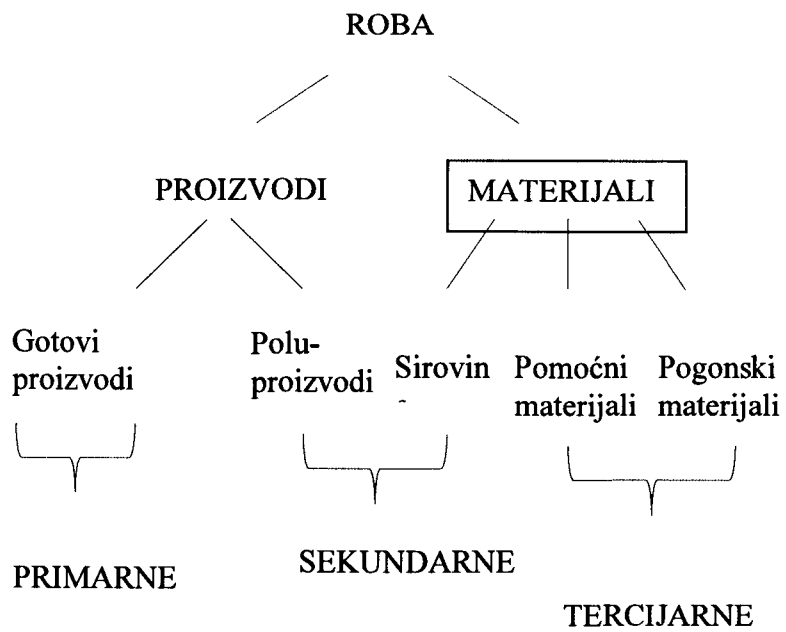 ROBA
PROIZVODI
MATERIJALI
Gotovi
proizvodi
Polu-
proizvodi
Sirovin
Pomoćni
materijali
Pogonski
materijali
PRIMARNE
SEKUNDARNE
TERCIJARNE